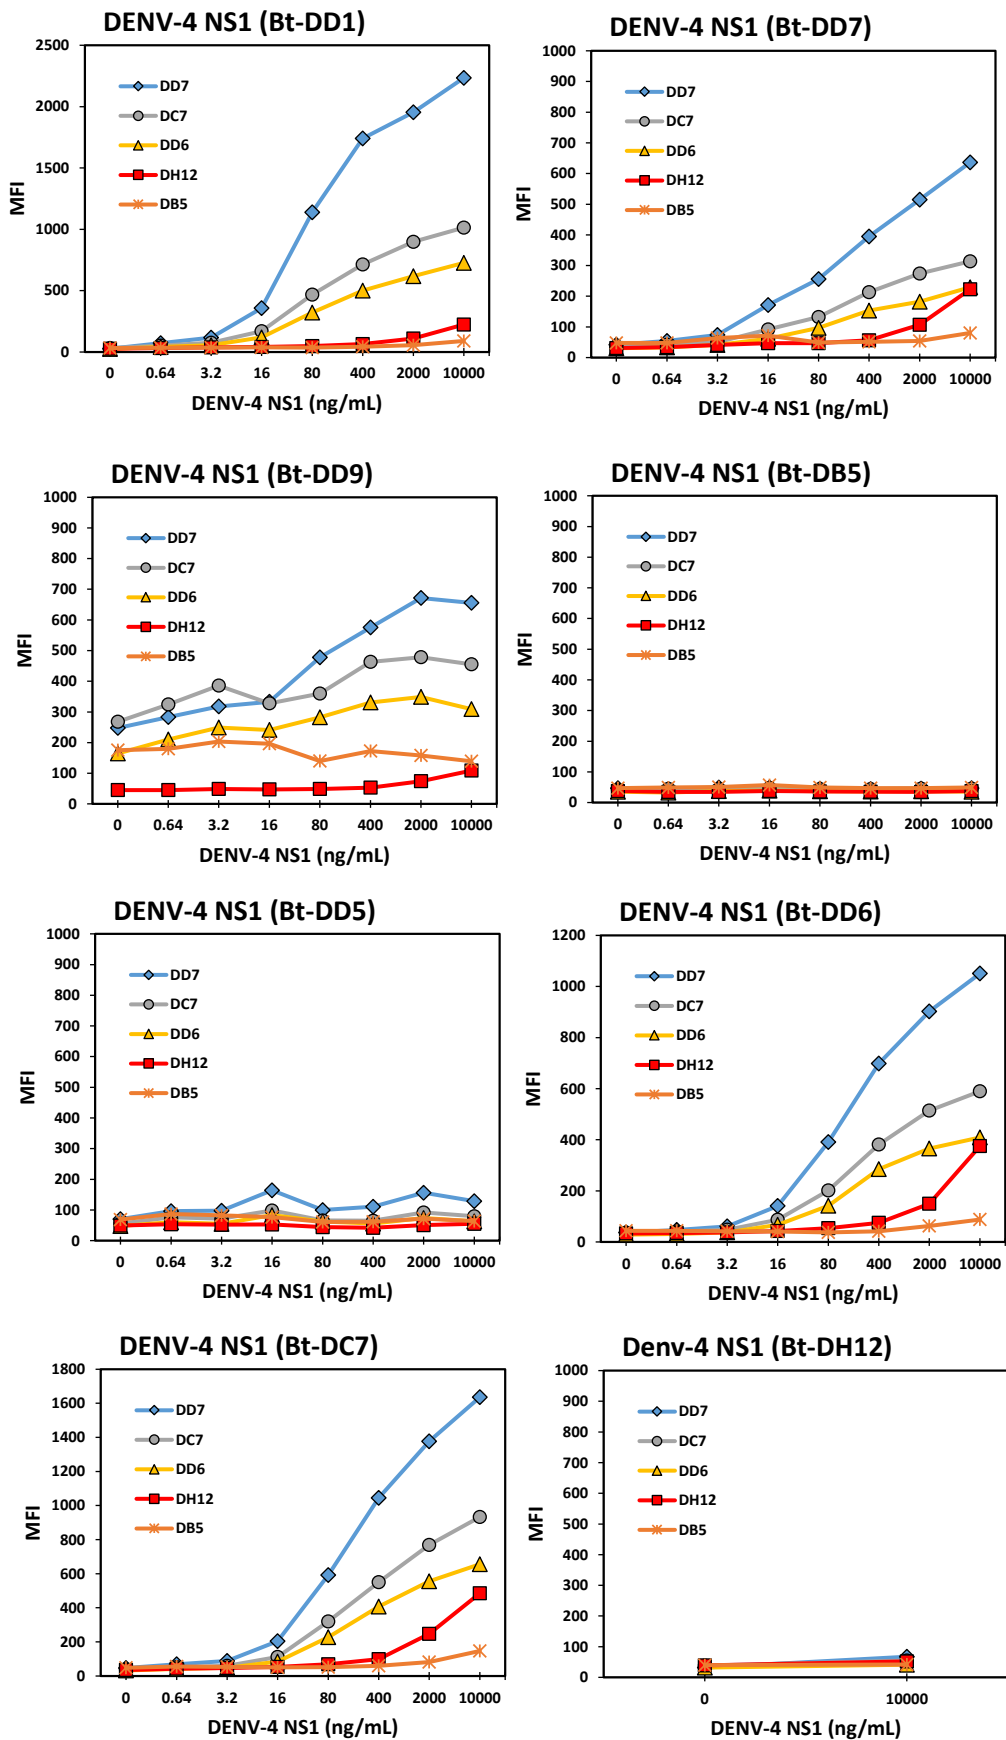 DENV-4 NS1 (Bt-DD1)
2500
2000
1500
1000
500
0
MFI
DD7
DC7
DD6
DH12
DB5
0 0.64 3.2 16 80 400 2000 10000
DENV-4 NS1 (ng/mL)
DENV-4 NS1 (Bt-DD7)
1000
900
800
700
600
500
400
300
200
100
0
MFI
DD7
DC7
DD6
DH12
DB5
0 0.64 3.2 16 80 400 2000 10000
DENV-4 NS1 (ng/mL)
DENV-4 NS1 (Bt-DD9)
1000
900
800
700
600
500
400
300
200
100
0
MFI
DD7
DC7
DD6
DH12
DB5
0 0.64 3.2 16 80 400 2000 10000
DENV-4 NS1 (ng/mL)
DENV-4 NS1 (Bt-DB5)
1000
900
800
700
600
500
400
300
200
100
0
MFI
DD7
DC7
DD6
DH12
DB5
0 0.64 3.2 16 80 400 2000 10000
DENV-4 NS1 (ng/mL)
DENV-4 NS1 (Bt-DD5)
1000
900
800
700
600
500
400
300
200
100
0
MFI
DD7
DC7
DD6
DH12
DB5
0 0.64 3.2 16 80 400 2000 10000
DENV-4 NS1 (ng/mL)
DENV-4 NS1 (Bt-DD6)
1200
1000
800
600
400
200
0
MFI
DD7
DC7
DD6
DH12
DB5
0 0.64 3.2 16 80 400 2000 10000
DENV-4 NS1 (ng/mL)
DENV-4 NS1 (Bt-DC7)
1800
1600
1400
1200
1000
800
600
400
200
0
MFI
DD7
DC7
DD6
DH12
DB5
0 0.64 3.2 16 80 400 2000 10000
DENV-4 NS1 (ng/mL)
Denv-4 NS1 (Bt-DH12)
1000
900
800
700
600
500
400
300
200
100
0
MFI
DD7
DC7
DD6
DH12
DB5
0 10000
DENV-4 NS1 (ng/mL)